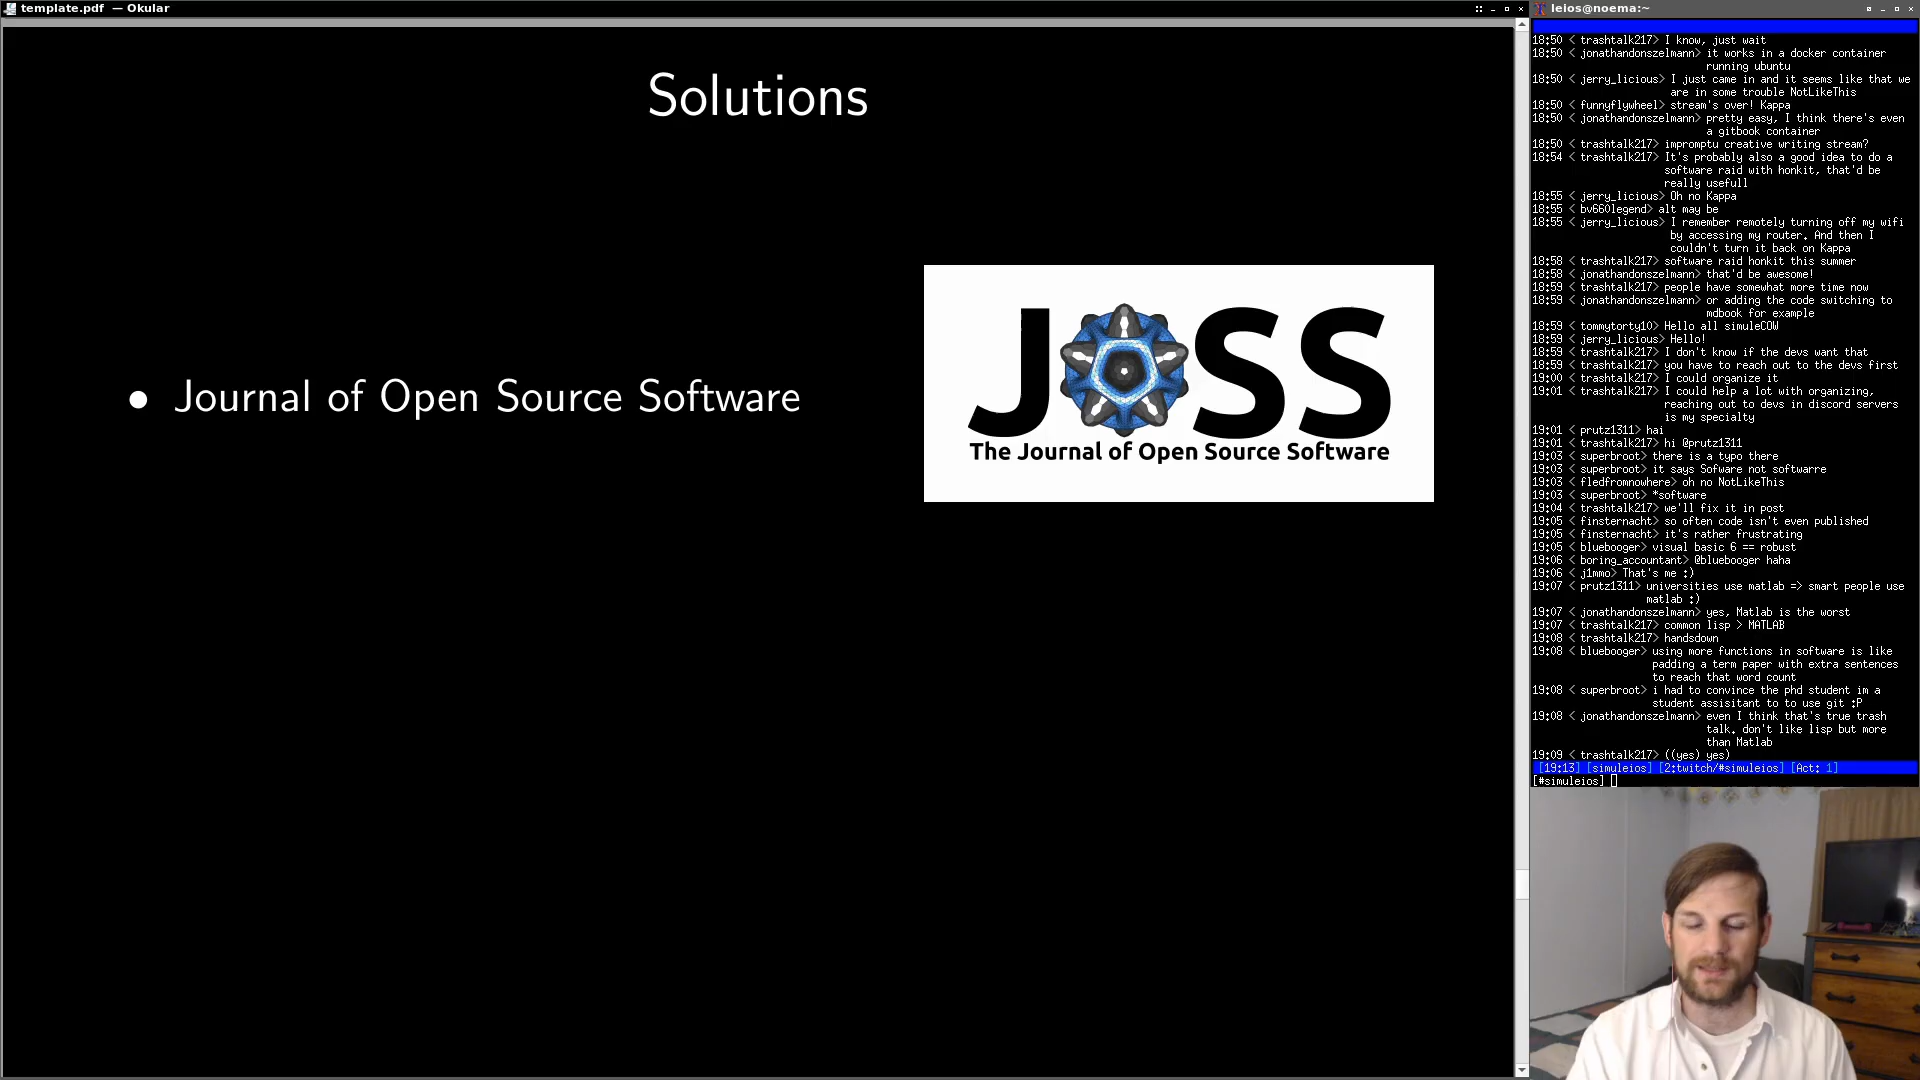 template.pdf — Okular
Solutions
● Journal of Open Source Software
JOSS
The Journal of Open Source Software
leios@noema:~
18:50 < trashtalk217> I know, just wait
18:50 < jonathandonszelmann> it works in a docker container
running ubuntu
18:50 < jerry_licious> I just came in and it seems like that we
are in some trouble NotLikeThis
18:50 < funnyflywheel> stream's over! Kappa
18:50 < jonathandonszelmann> pretty easy, I think there's even
a gitbook container
18:50 < trashtalk217> impromptu creative writing stream?
18:54 < trashtalk217> It's probably also a good idea to do a
software raid with honkit, that'd be
really usefull
18:55 < jerry_licious> Oh no Kappa
18:55 < bv660legend> alt may be
18:55 < jerry_licious> I remember remotely turning off my wifi
by accessing my router. And then I
couldn't turn it back on Kappa
18:58 < trashtalk217> software raid honkit this summer
18:58 < jonathandonszelmann> that'd be awesome!
18:59 < trashtalk217> people have somewhat more time now
18:59 < jonathandonszelmann> or adding the code switching to
mdbook for example
18:59 < tommytorty10> Hello all simuleCOW
18:59 < jerry_licious> Hello!
18:59 < trashtalk217> I don't know if the devs want that
18:59 < trashtalk217> you have to reach out to the devs first
19:00 < trashtalk217> I could organize it
19:01 < trashtalk217> I could help a lot with organizing,
reaching out to devs in discord servers
is my specialty
19:01 < prutz1311> hai
19:01 < trashtalk217> hi @prutz1311
19:03 < superbroot> there is a typo there
19:03 < superbroot> it says Sofware not softwarre
19:03 < fledfromnowhere> oh no NotLikeThis
19:03 < superbroot> *software
19:04 < trashtalk217> we'll fix it in post
19:05 < finsternacht> so often code isn't even published
19:05 < finsternacht> it's rather frustrating
19:05 < bluebooger> visual basic 6 == robust
19:06 < boring_accountant> @bluebooger haha
19:06 < j1mmo> That's me :)
19:07 < prutz1311> universities use matlab => smart people use
matlab :)
19:07 < jonathandonszelmann> yes, Matlab is the worst
19:07 < trashtalk217> common lisp > MATLAB
19:08 < trashtalk217> handsdown
19:08 < bluebooger> using more functions in software is like
padding a term paper with extra sentences
to reach that word count
19:08 < superbroot> i had to convince the phd student im a
student assisitant to to use git :P
19:08 < jonathandonszelmann> even I think that's true trash
talk. don't like lisp but more
than Matlab
19:09 < trashtalk217> ((yes) yes)
[19:13] [simuleios] [2:twitch/#simuleios] [Act: 1]
[#simuleios]